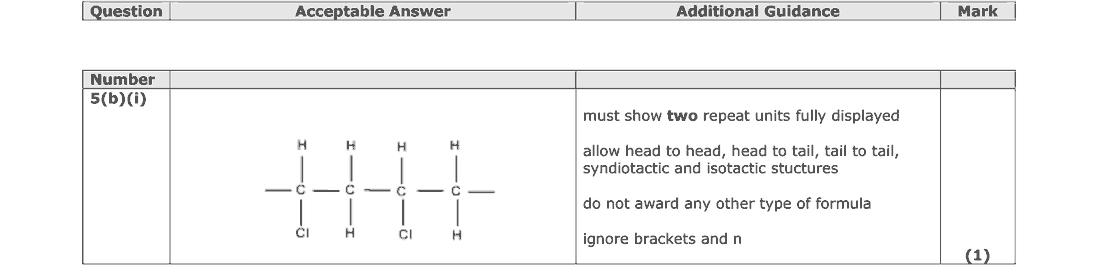 Question Acceptable Answer Additional Guidance Mark
Number
5(b)(i)
must show two repeat units fully displayed
H H H H
allow head to head, head to tail, tail to tail,
syndiotactic and isotactic stuctures
C C C C
do not award any other type of formula
Cl H Cl H
ignore brackets and n
(1)